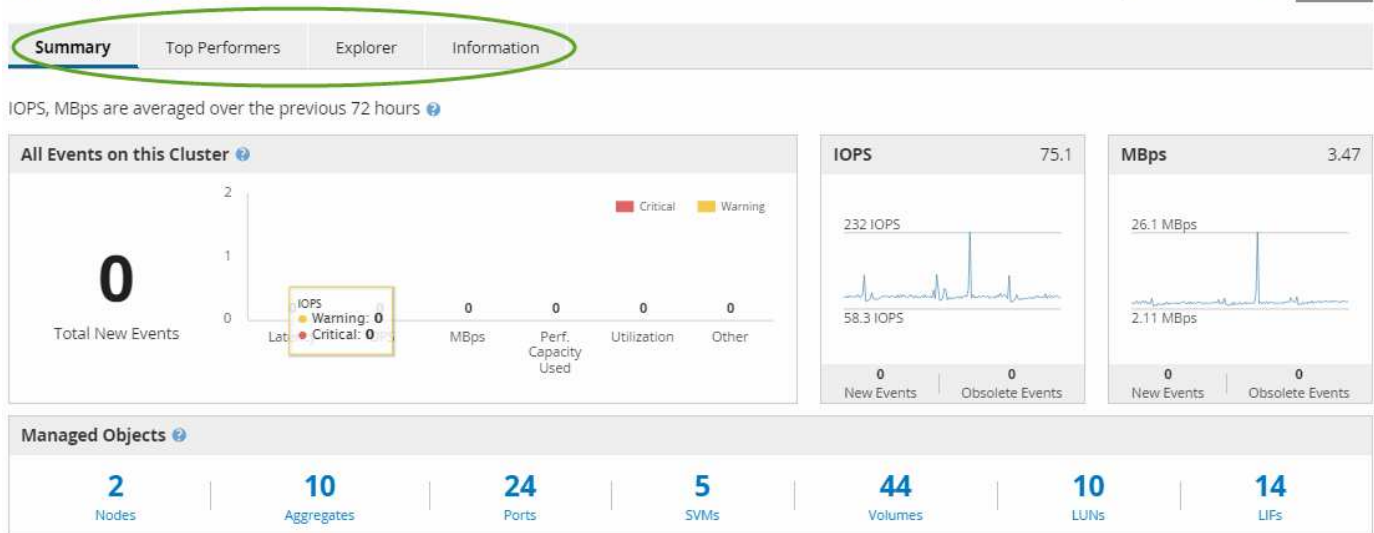 Summary Top Performers Explorer Information
IOPS, MBps are averaged over the previous 72 hours
All Events on this Cluster
0
Total New Events
2
1
0
Critical Warning
IOPS
Warning: 0
Critical: 0
0 0 0 0
MBps Perf. Capacity Used Utilization Other
IOPS 75.1
232 IOPS
58.3 IOPS
0 0
New Events Obsolete Events
MBps 3.47
26.1 MBps
2.11 MBps
0 0
New Events Obsolete Events
Managed Objects
2 10 24 5 44 10 14
Nodes Aggregates Ports SVMs Volumes LUNs LIFs